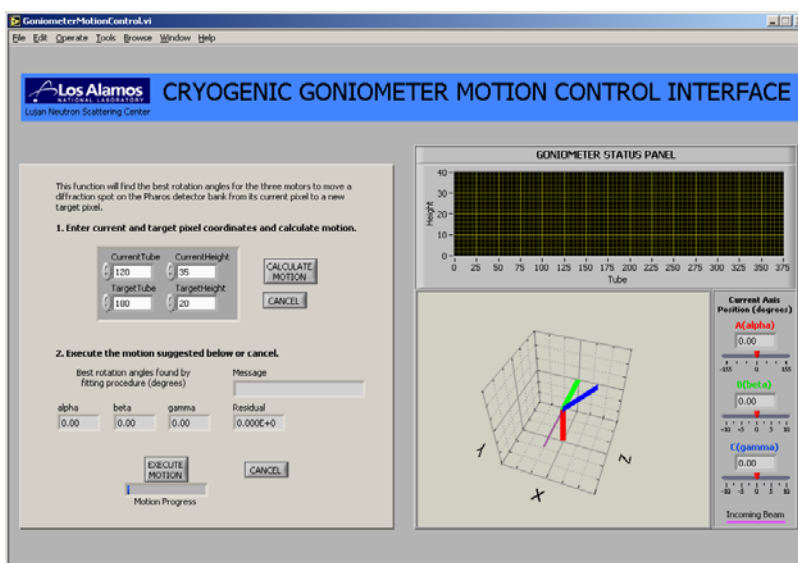 GoniometerMotionControl.vi
File Edit Operate Tools Browse Window Help
Los Alamos
NATIONAL LABORATORY
Lujan Neutron Scattering Center
CRYOGENIC GONIOMETER MOTION CONTROL INTERFACE
This function will find the best rotation angles for the three motors to move a
diffraction spot on the Pharos detector bank from its current pixel to a new
target pixel.
1. Enter current and target pixel coordinates and calculate motion.
CurrentTube CurrentHeight
120 35
TargetTube TargetHeight
180 20
CALCULATE
MOTION
CANCEL
2. Execute the motion suggested below or cancel.
Best rotation angles found by
fitting procedure (degrees)
Message
alpha beta gamma Residual
0.00 0.00 0.00 0.000E+0
EXECUTE
MOTION
CANCEL
Motion Progress
GONIOMETER STATUS PANEL
Height
40
30
20
10
0
0 25 50 75 100 125 150 175 200 225 250 275 300 325 350 375
Tube
Y
X
Z
Current Axis
Position (degrees)
A(alpha)
0.00
-155 0 155
B(beta)
0.00
-10 -5 0 5 10
C(gamma)
0.00
-10 -5 0 5 10
Incoming Beam